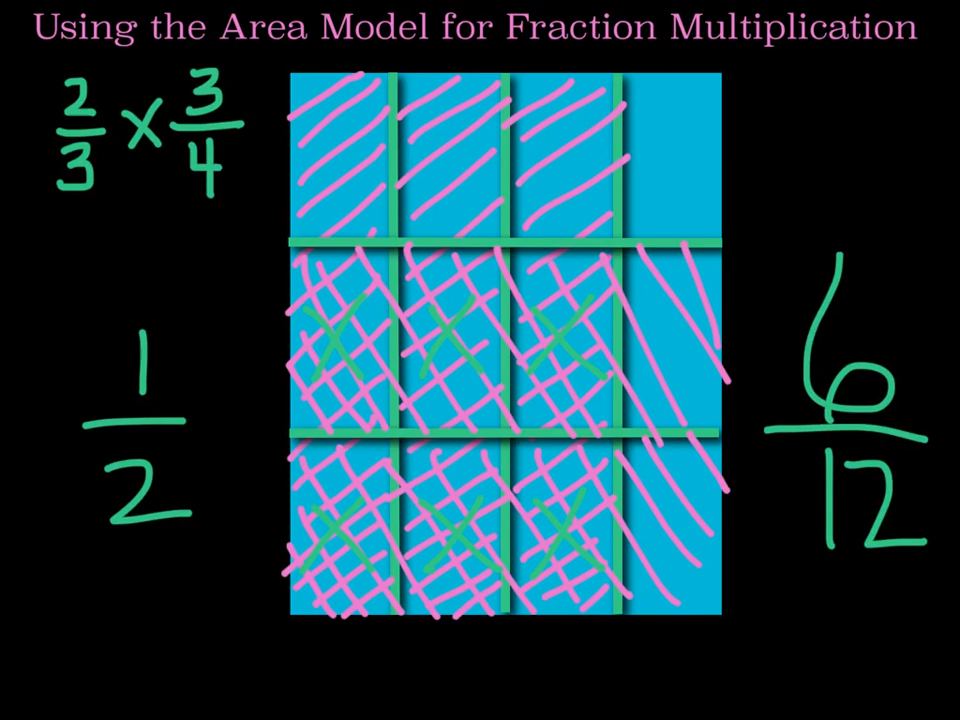 Using the Area Model for Fraction Multiplication
2/3 × 3/4
1/2
6/12